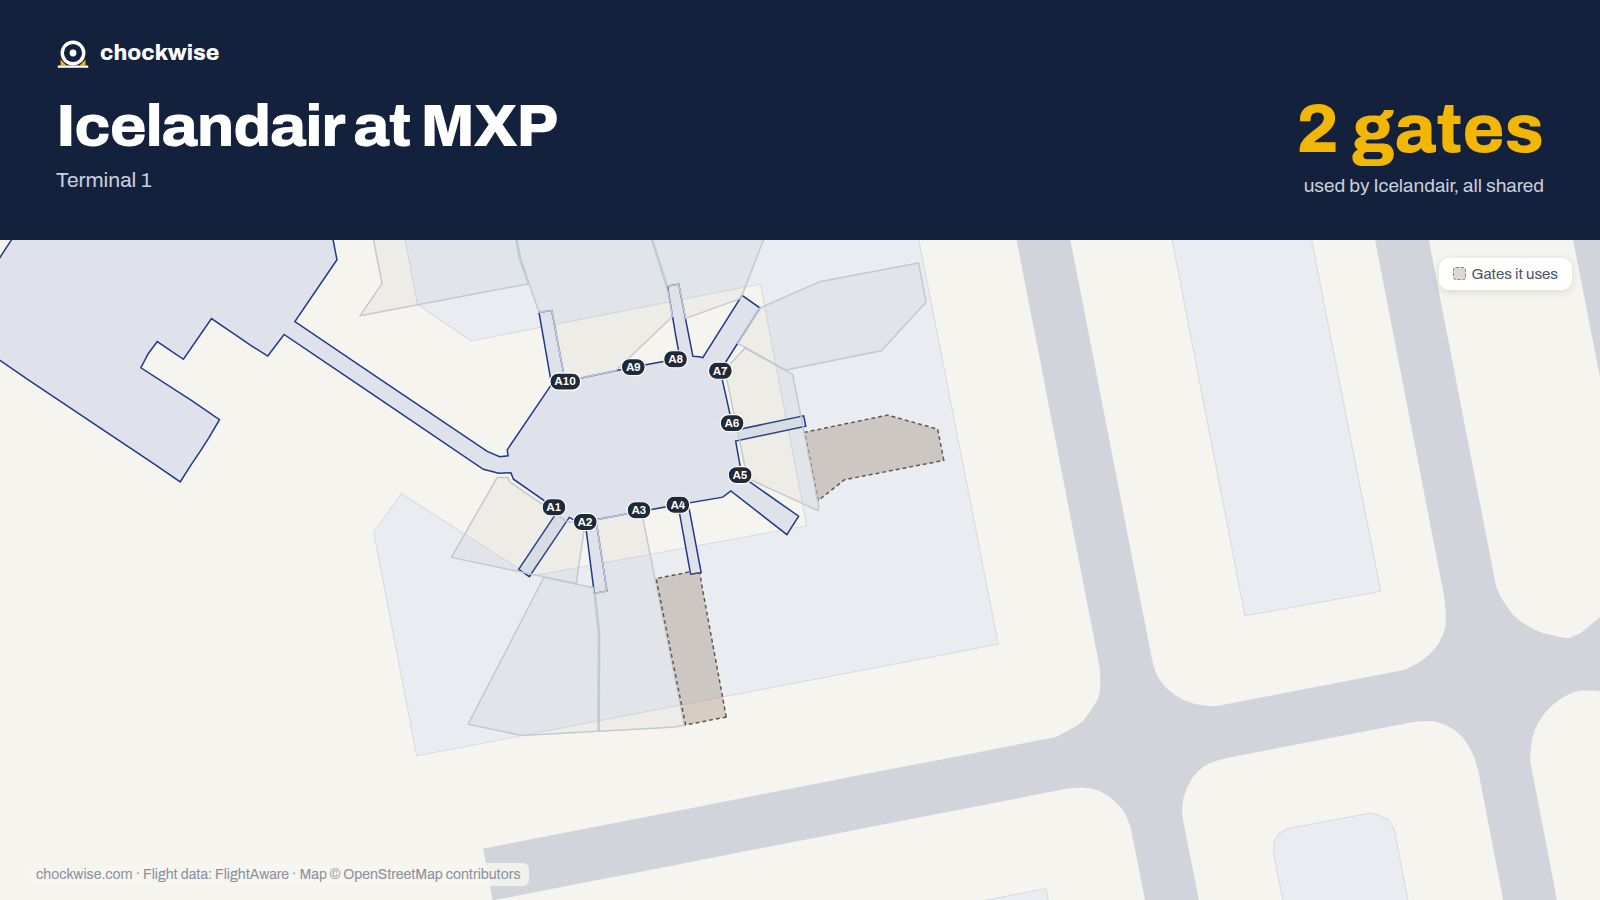 chockwise
Icelandair at MXP
Terminal 1
2 gates
used by Icelandair, all shared
Gates it uses
A10
A9
A8
A7
A6
A5
A1
A2
A3
A4
chockwise.com · Flight data: FlightAware · Map © OpenStreetMap contributors